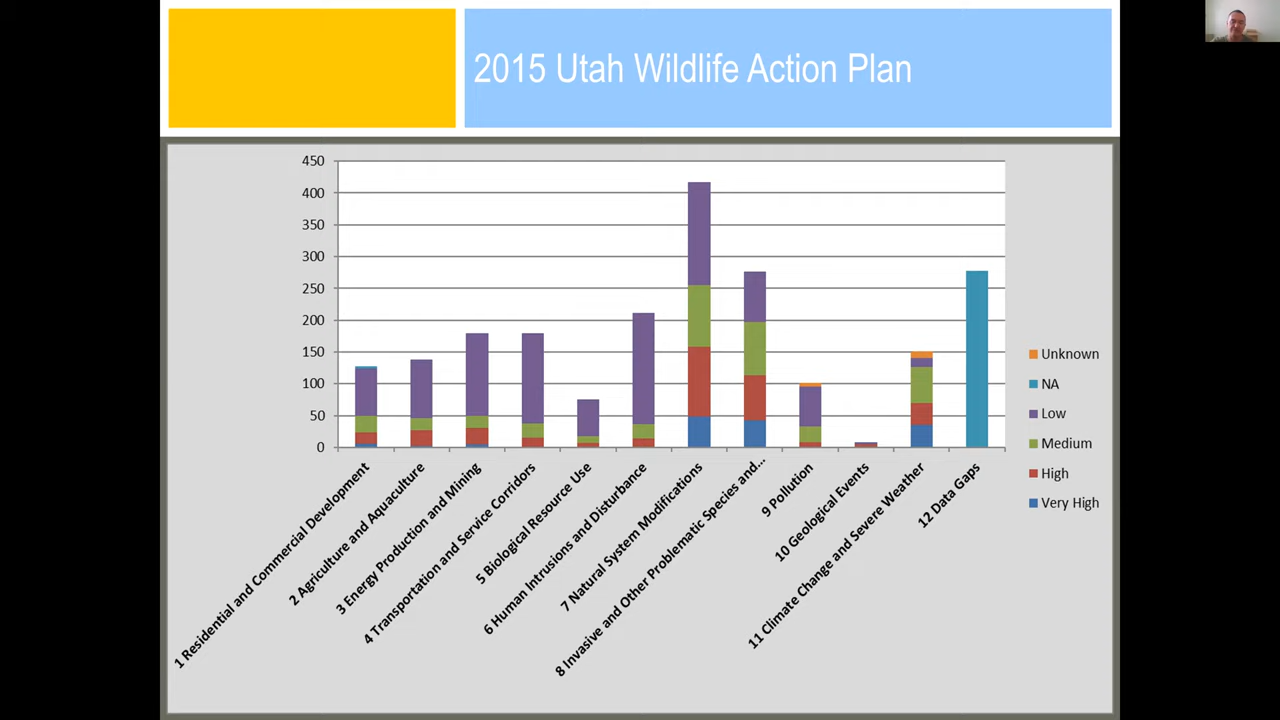 2015 Utah Wildlife Action Plan
450
400
350
300
250
200
150
100
50
0
Unknown
NA
Low
Medium
High
Very High
1 Residential and Commercial Development
2 Agriculture and Aquaculture
3 Energy Production and Mining
4 Transportation and Service Corridors
5 Biological Resource Use
6 Human Intrusions and Disturbance
7 Natural System Modifications
8 Invasive and Other Problematic Species and...
9 Pollution
10 Geological Events
11 Climate Change and Severe Weather
12 Data Gaps